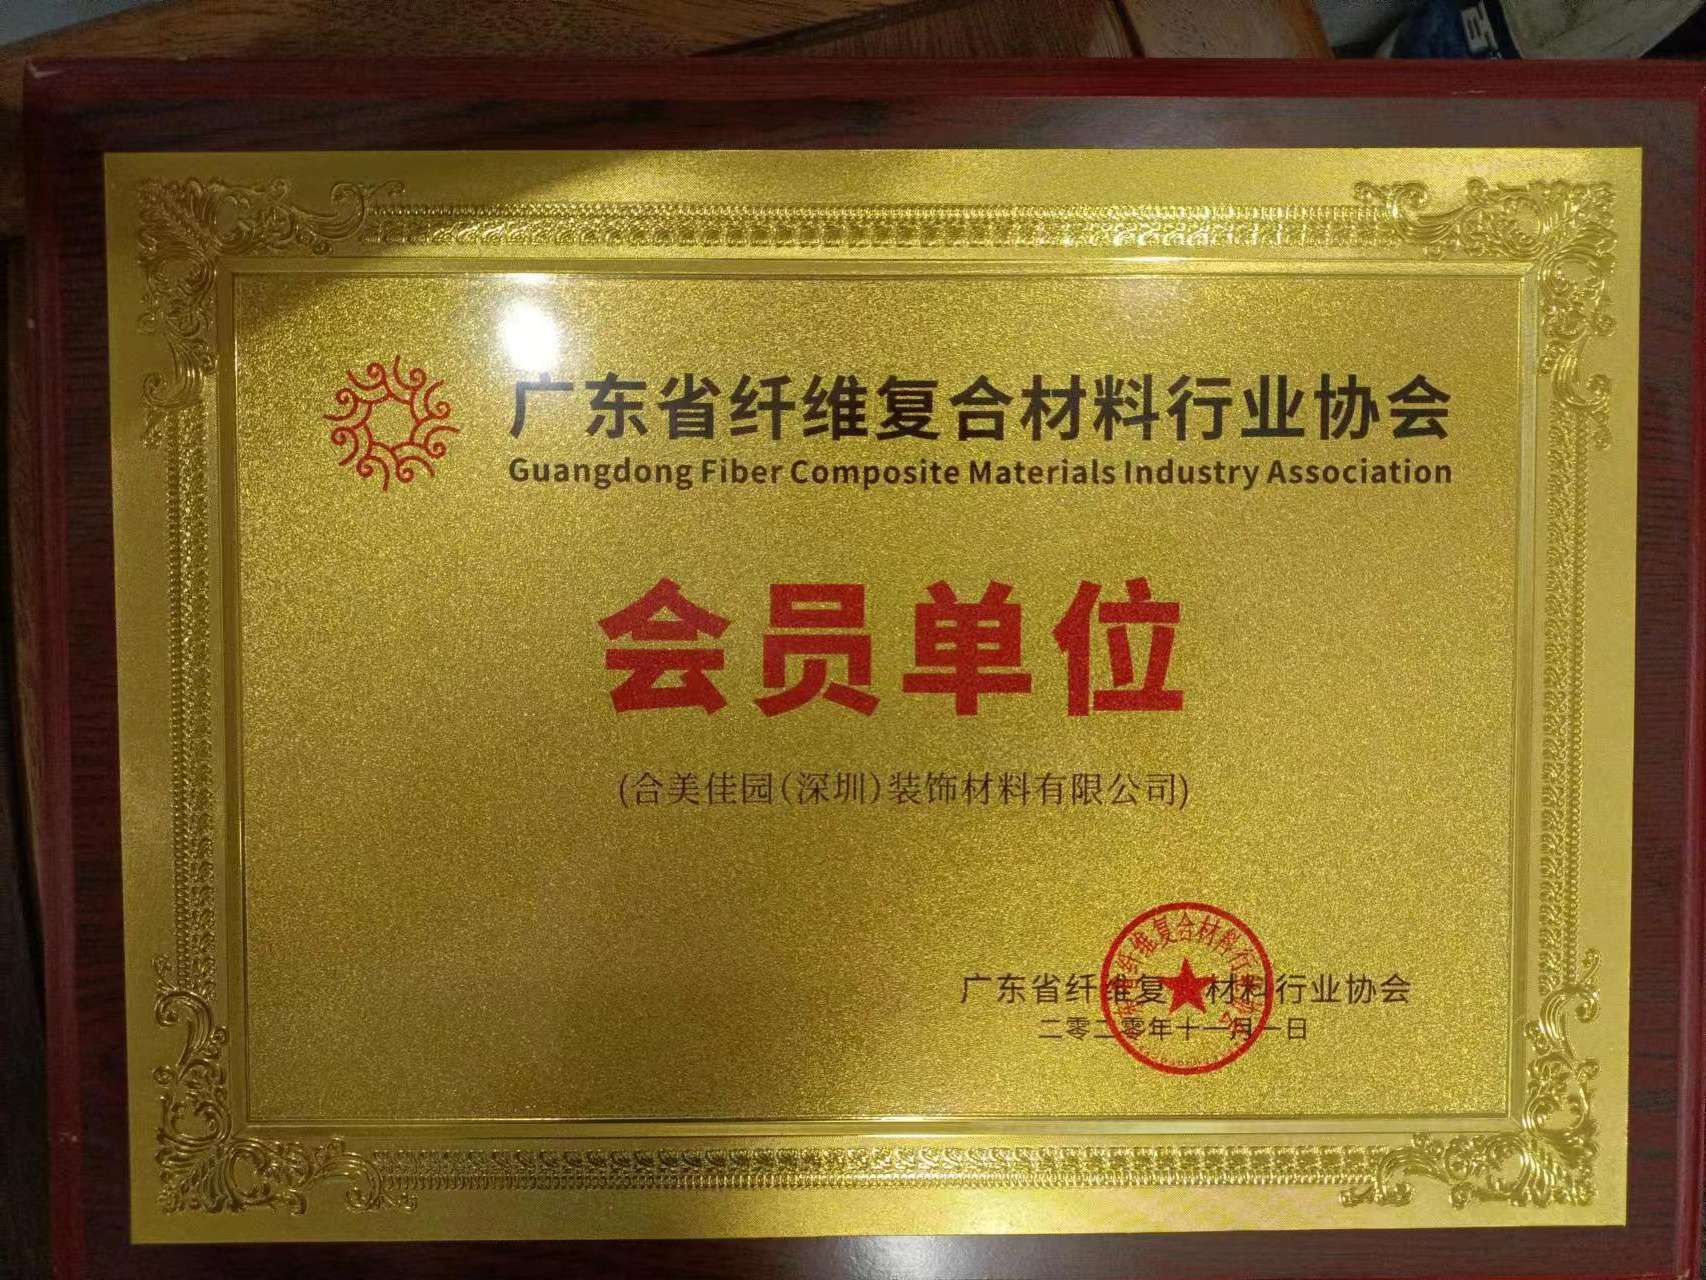 广东省纤维复合材料行业协会
Guangdong Fiber Composite Materials Industry Association
会员单位
(合美佳园(深圳)装饰材料有限公司)
广东省纤维复合材料行业协会
二零二零年十一月一日